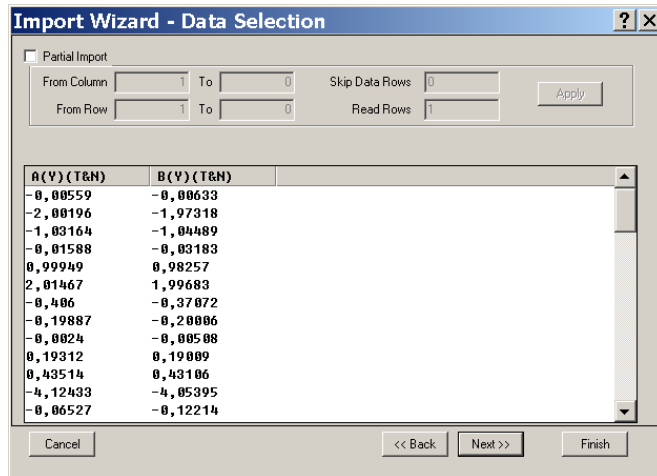 Import Wizard - Data Selection ? ×
Partial Import
From Column 1 To 0 Skip Data Rows 0
From Row 1 To 0 Read Rows 1
Apply
A(Y)(T&N) B(Y)(T&N)
-0,00559 -0,00633
-2,00196 -1,97318
-1,03164 -1,04489
-0,01588 -0,03183
0,99949 0,98257
2,01467 1,99683
-0,406 -0,37072
-0,19887 -0,20006
-0,0024 -0,00508
0,19312 0,19009
0,43514 0,43106
-4,12433 -4,05395
-0,06527 -0,12214
Cancel << Back Next >> Finish